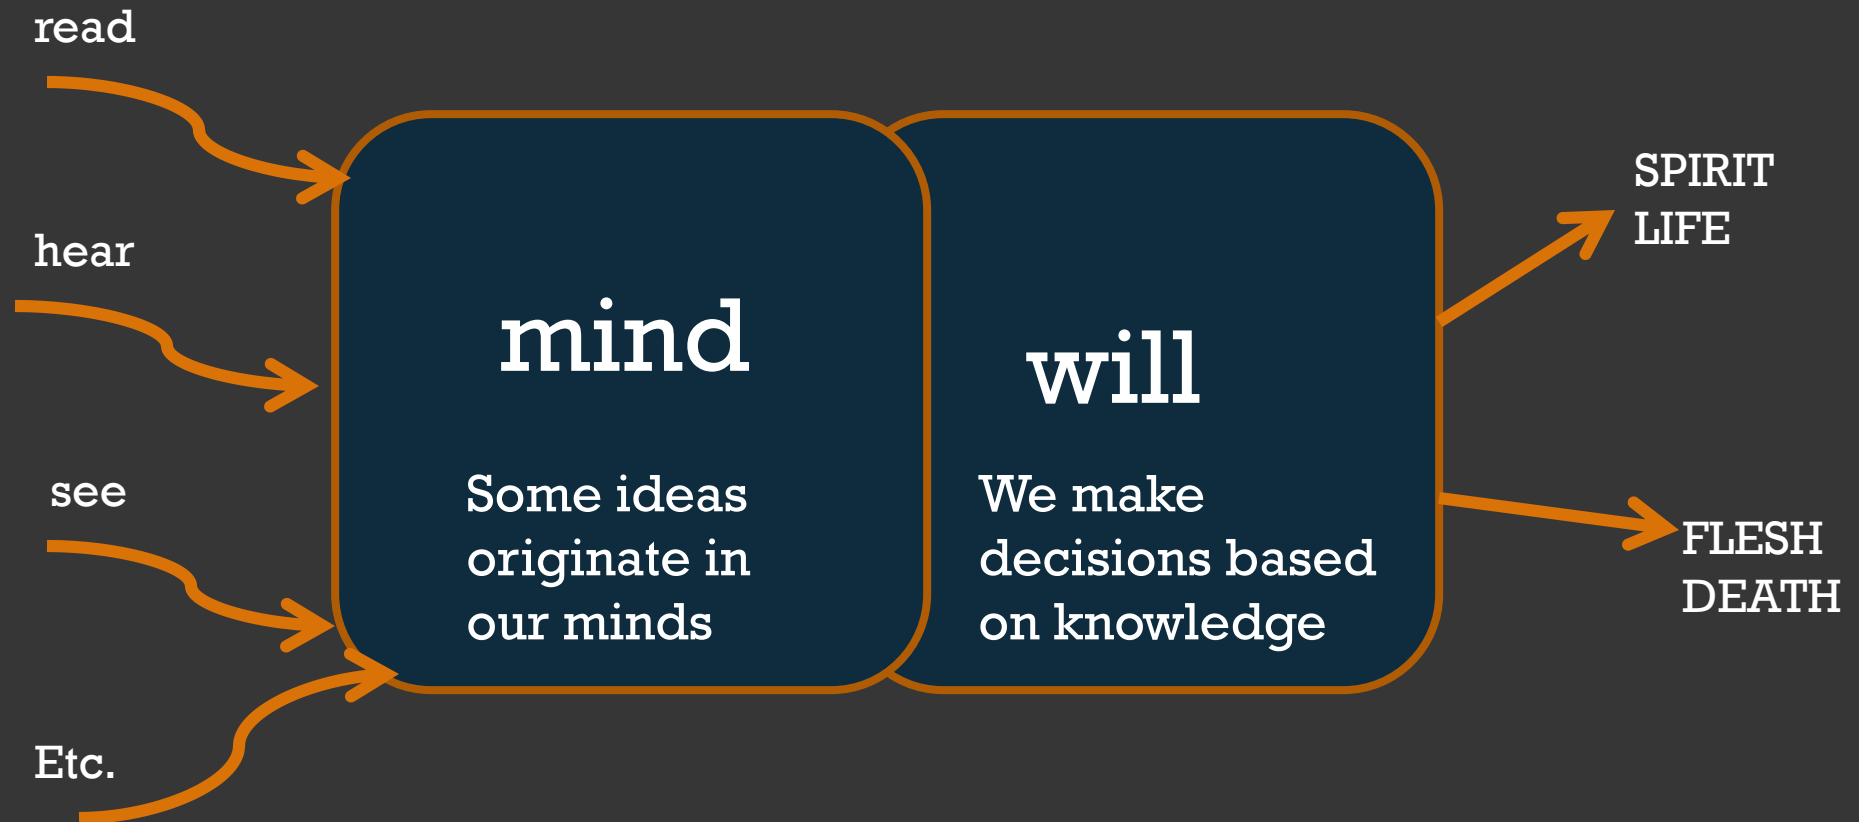 read
hear
see
Etc.
mind
Some ideas
originate in
our minds
will
We make
decisions based
on knowledge
SPIRIT
LIFE
FLESH
DEATH